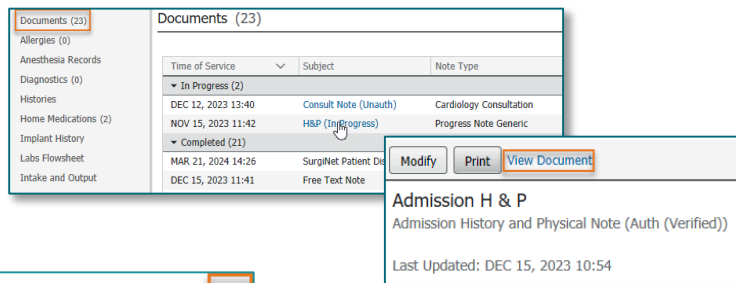 Documents (23)
Allergies (0)
Anesthesia Records
Diagnostics (0)
Histories
Home Medications (2)
Implant History
Labs Flowsheet
Intake and Output
Documents (23)
Time of Service Subject Note Type
In Progress (2)
DEC 12, 2023 13:40 Consult Note (Unauth) Cardiology Consultation
NOV 15, 2023 11:42 H&P (In Progress) Progress Note Generic
Completed (21)
MAR 21, 2024 14:26 SurgiNet Patient
DEC 15, 2023 11:41 Free Text Note
Modify Print View Document
Admission H & P
Admission History and Physical Note (Auth (Verified))
Last Updated: DEC 15, 2023 10:54